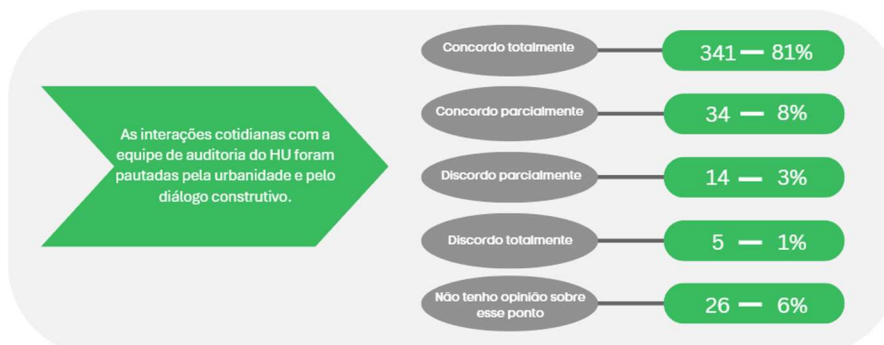 As interações cotidianas com a
equipe de auditoria do HU foram
pautadas pela urbanidade e pelo
diálogo construtivo.
Concordo totalmente
341 — 81%
Concordo parcialmente
34 — 8%
Discordo parcialmente
14 — 3%
Discordo totalmente
5 — 1%
Não tenho opinião sobre
esse ponto
26 — 6%